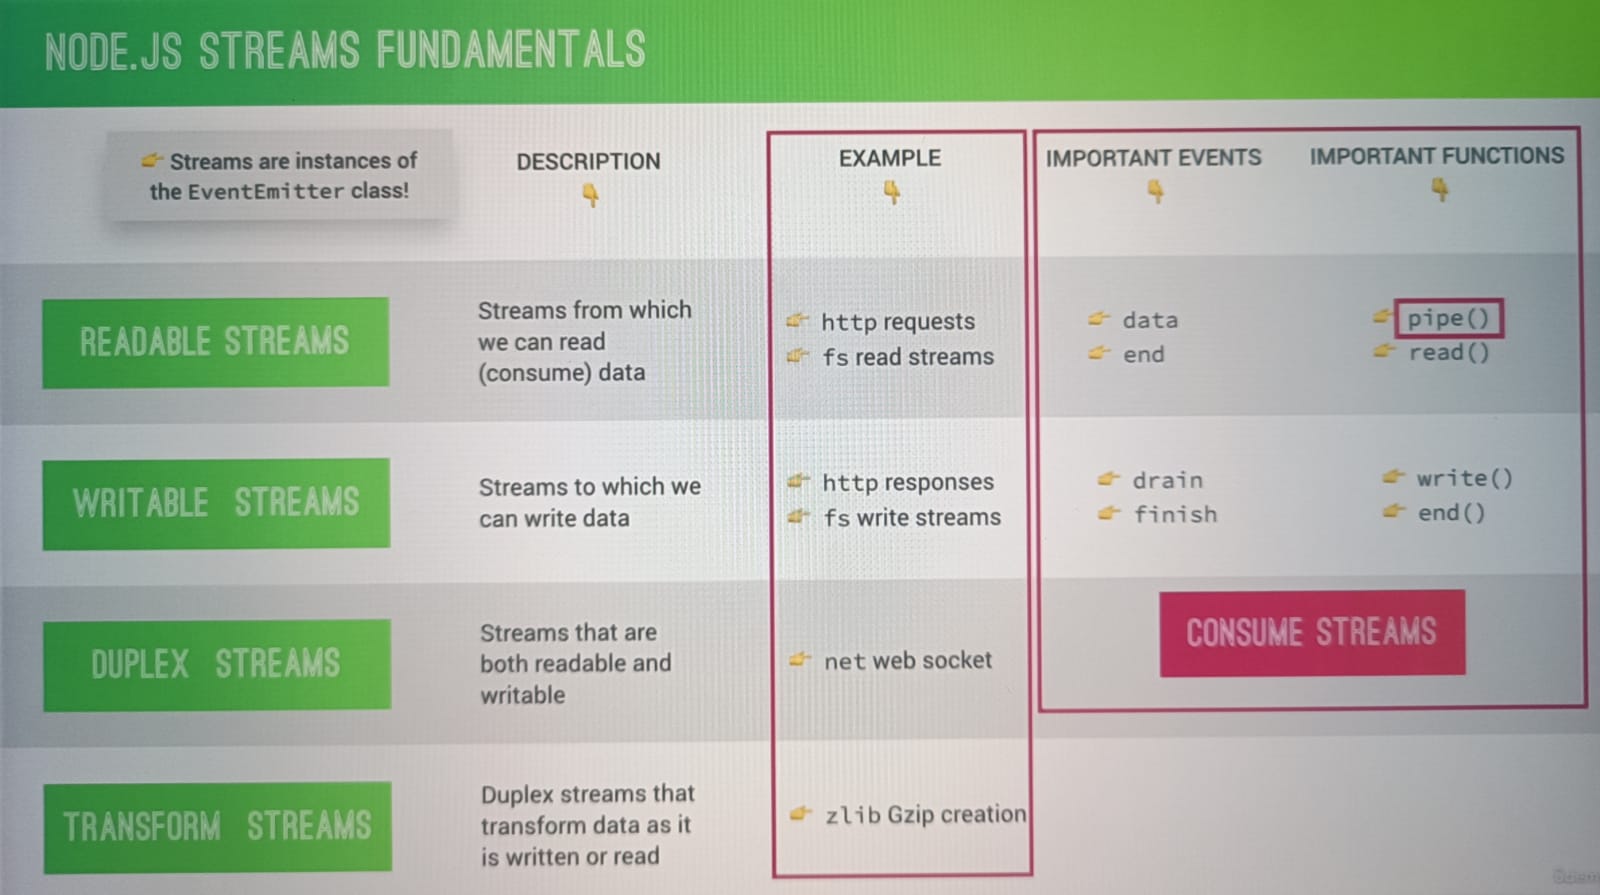 NODE.JS STREAMS FUNDAMENTALS
Streams are instances of
the EventEmitter class!
DESCRIPTION
EXAMPLE
IMPORTANT EVENTS
IMPORTANT FUNCTIONS
READABLE STREAMS
Streams from which
we can read
(consume) data
http requests
fs read streams
data
end
pipe()
read()
WRITABLE STREAMS
Streams to which we
can write data
http responses
fs write streams
drain
finish
write()
end()
DUPLEX STREAMS
Streams that are
both readable and
writable
net web socket
CONSUME STREAMS
TRANSFORM STREAMS
Duplex streams that
transform data as it
is written or read
zlib Gzip creation